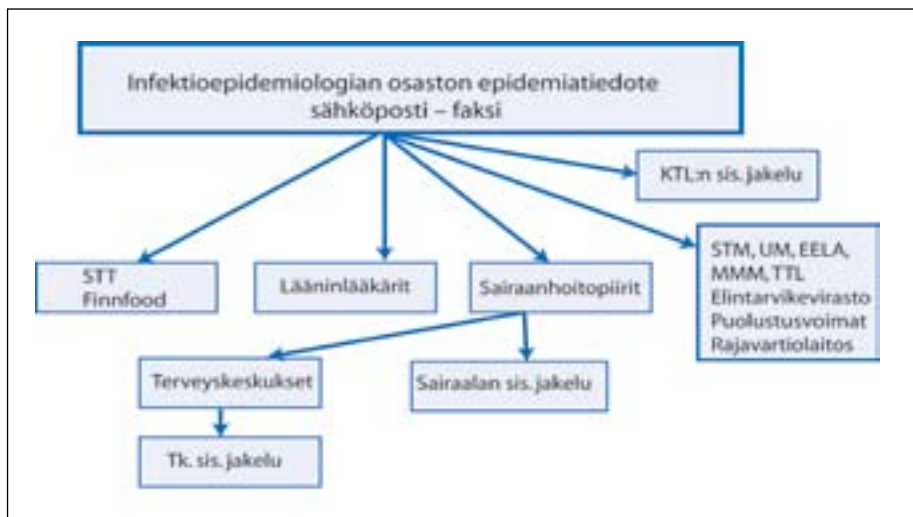 Infektioepidemiologian osaston epidemiatiedote
sähköposti – faksi
KTL:n sis. jakelu
STT
Finnfood
Lääninlääkärit
Sairaanhoitopiirit
STM, UM, EELA,
MMM, TTL
Elintarvikevirasto
Puolustusvoimat
Rajavartiolaitos
Terveyskeskukset
Sairaalan sis. jakelu
Tk. sis. jakelu